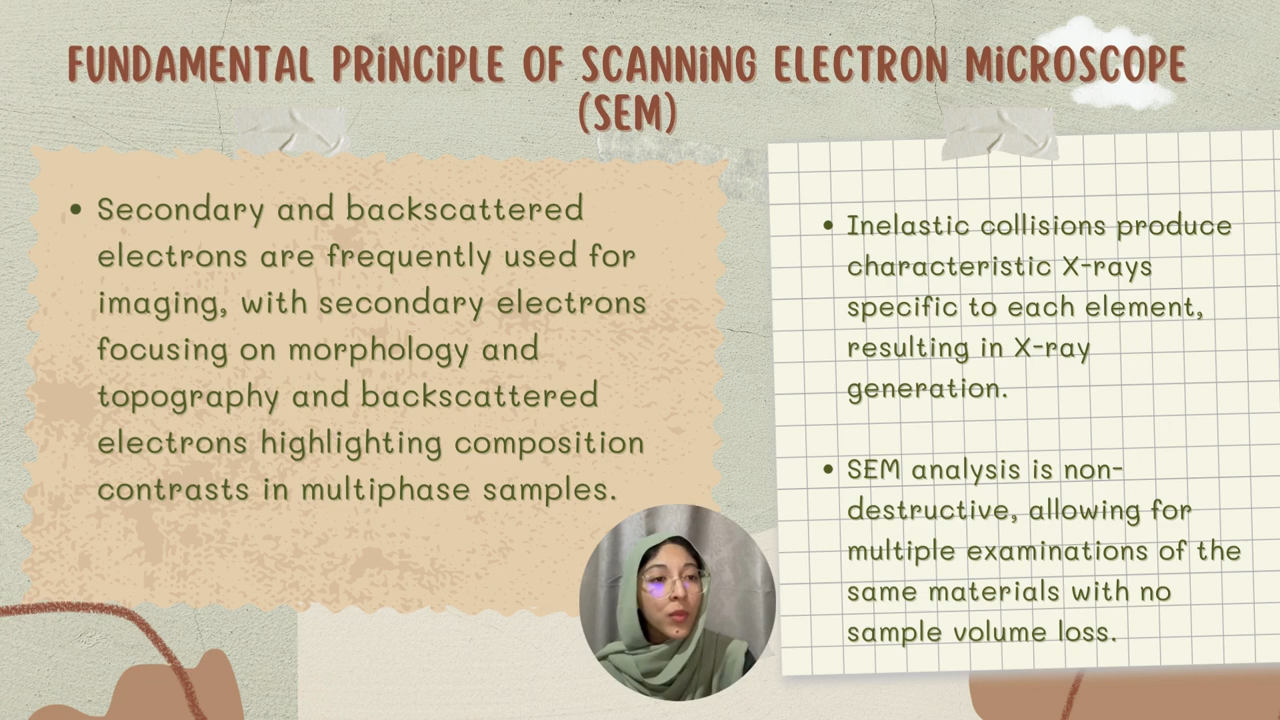 FUNDAMENTAL PRINCIPLE OF SCANNING ELECTRON MICROSCOPE
(SEM)
• Secondary and backscattered
electrons are frequently used for
imaging, with secondary electrons
focusing on morphology and
topography and backscattered
electrons highlighting composition
contrasts in multiphase samples.
• Inelastic collisions produce
characteristic X-rays
specific to each element,
resulting in X-ray
generation.
• SEM analysis is non-
destructive, allowing for
multiple examinations of the
same materials with no
sample volume loss.